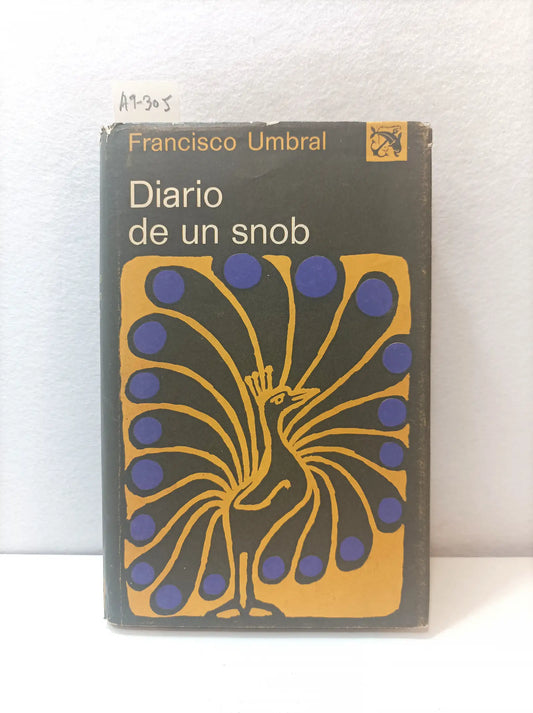 A9-305
Francisco Umbral
Diario
de un snob